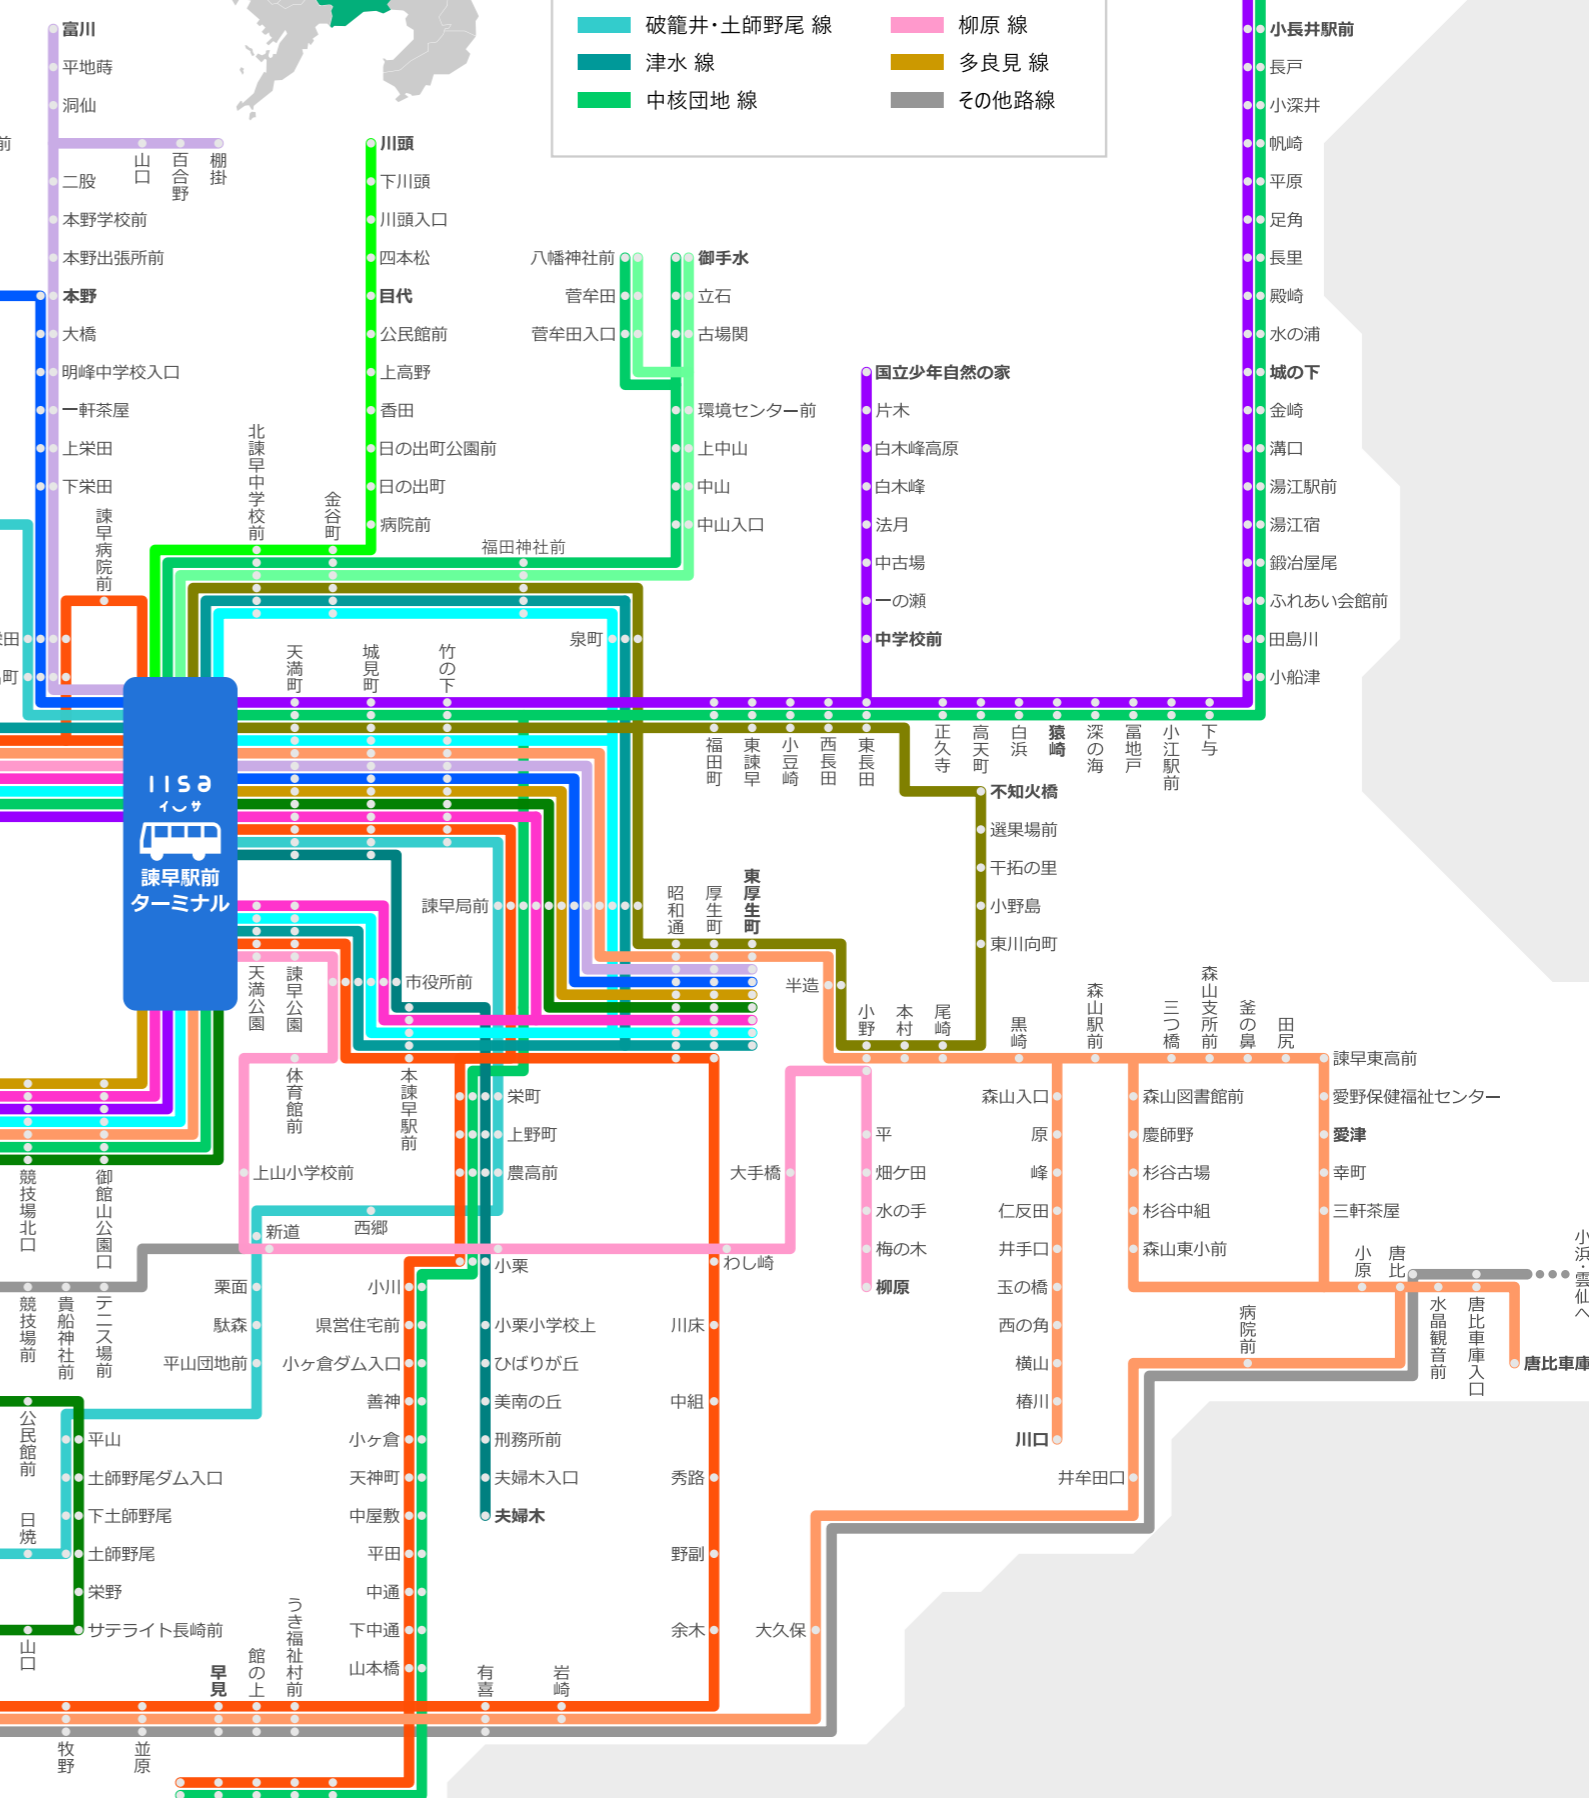 破籠井・土師野尾 線
津水 線
中核団地 線
柳原 線
多良見 線
その他路線
富川
平地蒔
洞仙
前
山口
百合野
棚掛
二股
本野学校前
本野出張所前
本野
大橋
明峰中学校入口
一軒茶屋
上栄田
下栄田
諫早病院前
田
町
川頭
下川頭
川頭入口
四本松
目代
公民館前
上高野
香田
日の出町公園前
日の出町
病院前
北諫早中学校前
金谷町
福田神社前
八幡神社前
菅牟田
菅牟田入口
御手水
立石
古場関
環境センター前
上中山
中山
中山入口
泉町
国立少年自然の家
片木
白木峰高原
白木峰
法月
中古場
一の瀬
中学校前
小長井駅前
長戸
小深井
帆崎
平原
足角
長里
殿崎
水の浦
城の下
金崎
溝口
湯江駅前
湯江宿
鍛冶屋尾
ふれあい会館前
田島川
小船津
天満町
城見町
竹の下
福田町
東諫早
小豆崎
西長田
東長田
正久寺
高天町
白浜
猿崎
深の海
冨地戸
小江駅前
下与
iisa
イーサ
諫早駅前
ターミナル
不知火橋
選果場前
干拓の里
小野島
東川向町
諫早局前
昭和通
厚生町
東厚生町
天満公園
諫早公園
市役所前
半造
小野
本村
尾崎
黒崎
森山駅前
三つ橋
森山支所前
釜の鼻
田尻
諫早東高前
体育館前
本諫早駅前
栄町
上野町
農高前
上山小学校前
大手橋
平
畑ケ田
水の手
梅の木
柳原
森山入口
原
峰
仁反田
井手口
玉の橋
西の角
横山
椿川
川口
森山図書館前
慶師野
杉谷古場
杉谷中組
森山東小前
愛野保健福祉センター
愛津
幸町
三軒茶屋
小原
唐比
水晶観音前
唐比車庫入口
小浜・雲仙へ
唐比車庫
病院前
井牟田口
大久保
競技場北口
御館山公園口
競技場前
貴船神社前
テニス場前
新道
西郷
栗面
駄森
平山団地前
小栗
わし崎
小川
県営住宅前
小ヶ倉ダム入口
善神
小ヶ倉
天神町
中屋敷
平田
中通
下中通
山本橋
小栗小学校上
ひばりが丘
美南の丘
刑務所前
夫婦木入口
夫婦木
川床
中組
秀路
野副
余木
公民館前
平山
土師野尾ダム入口
下土師野尾
土師野尾
栄野
サテライト長崎前
日焼
山口
早見
館の上
うき福祉村前
有喜
岩崎
牧野
並原